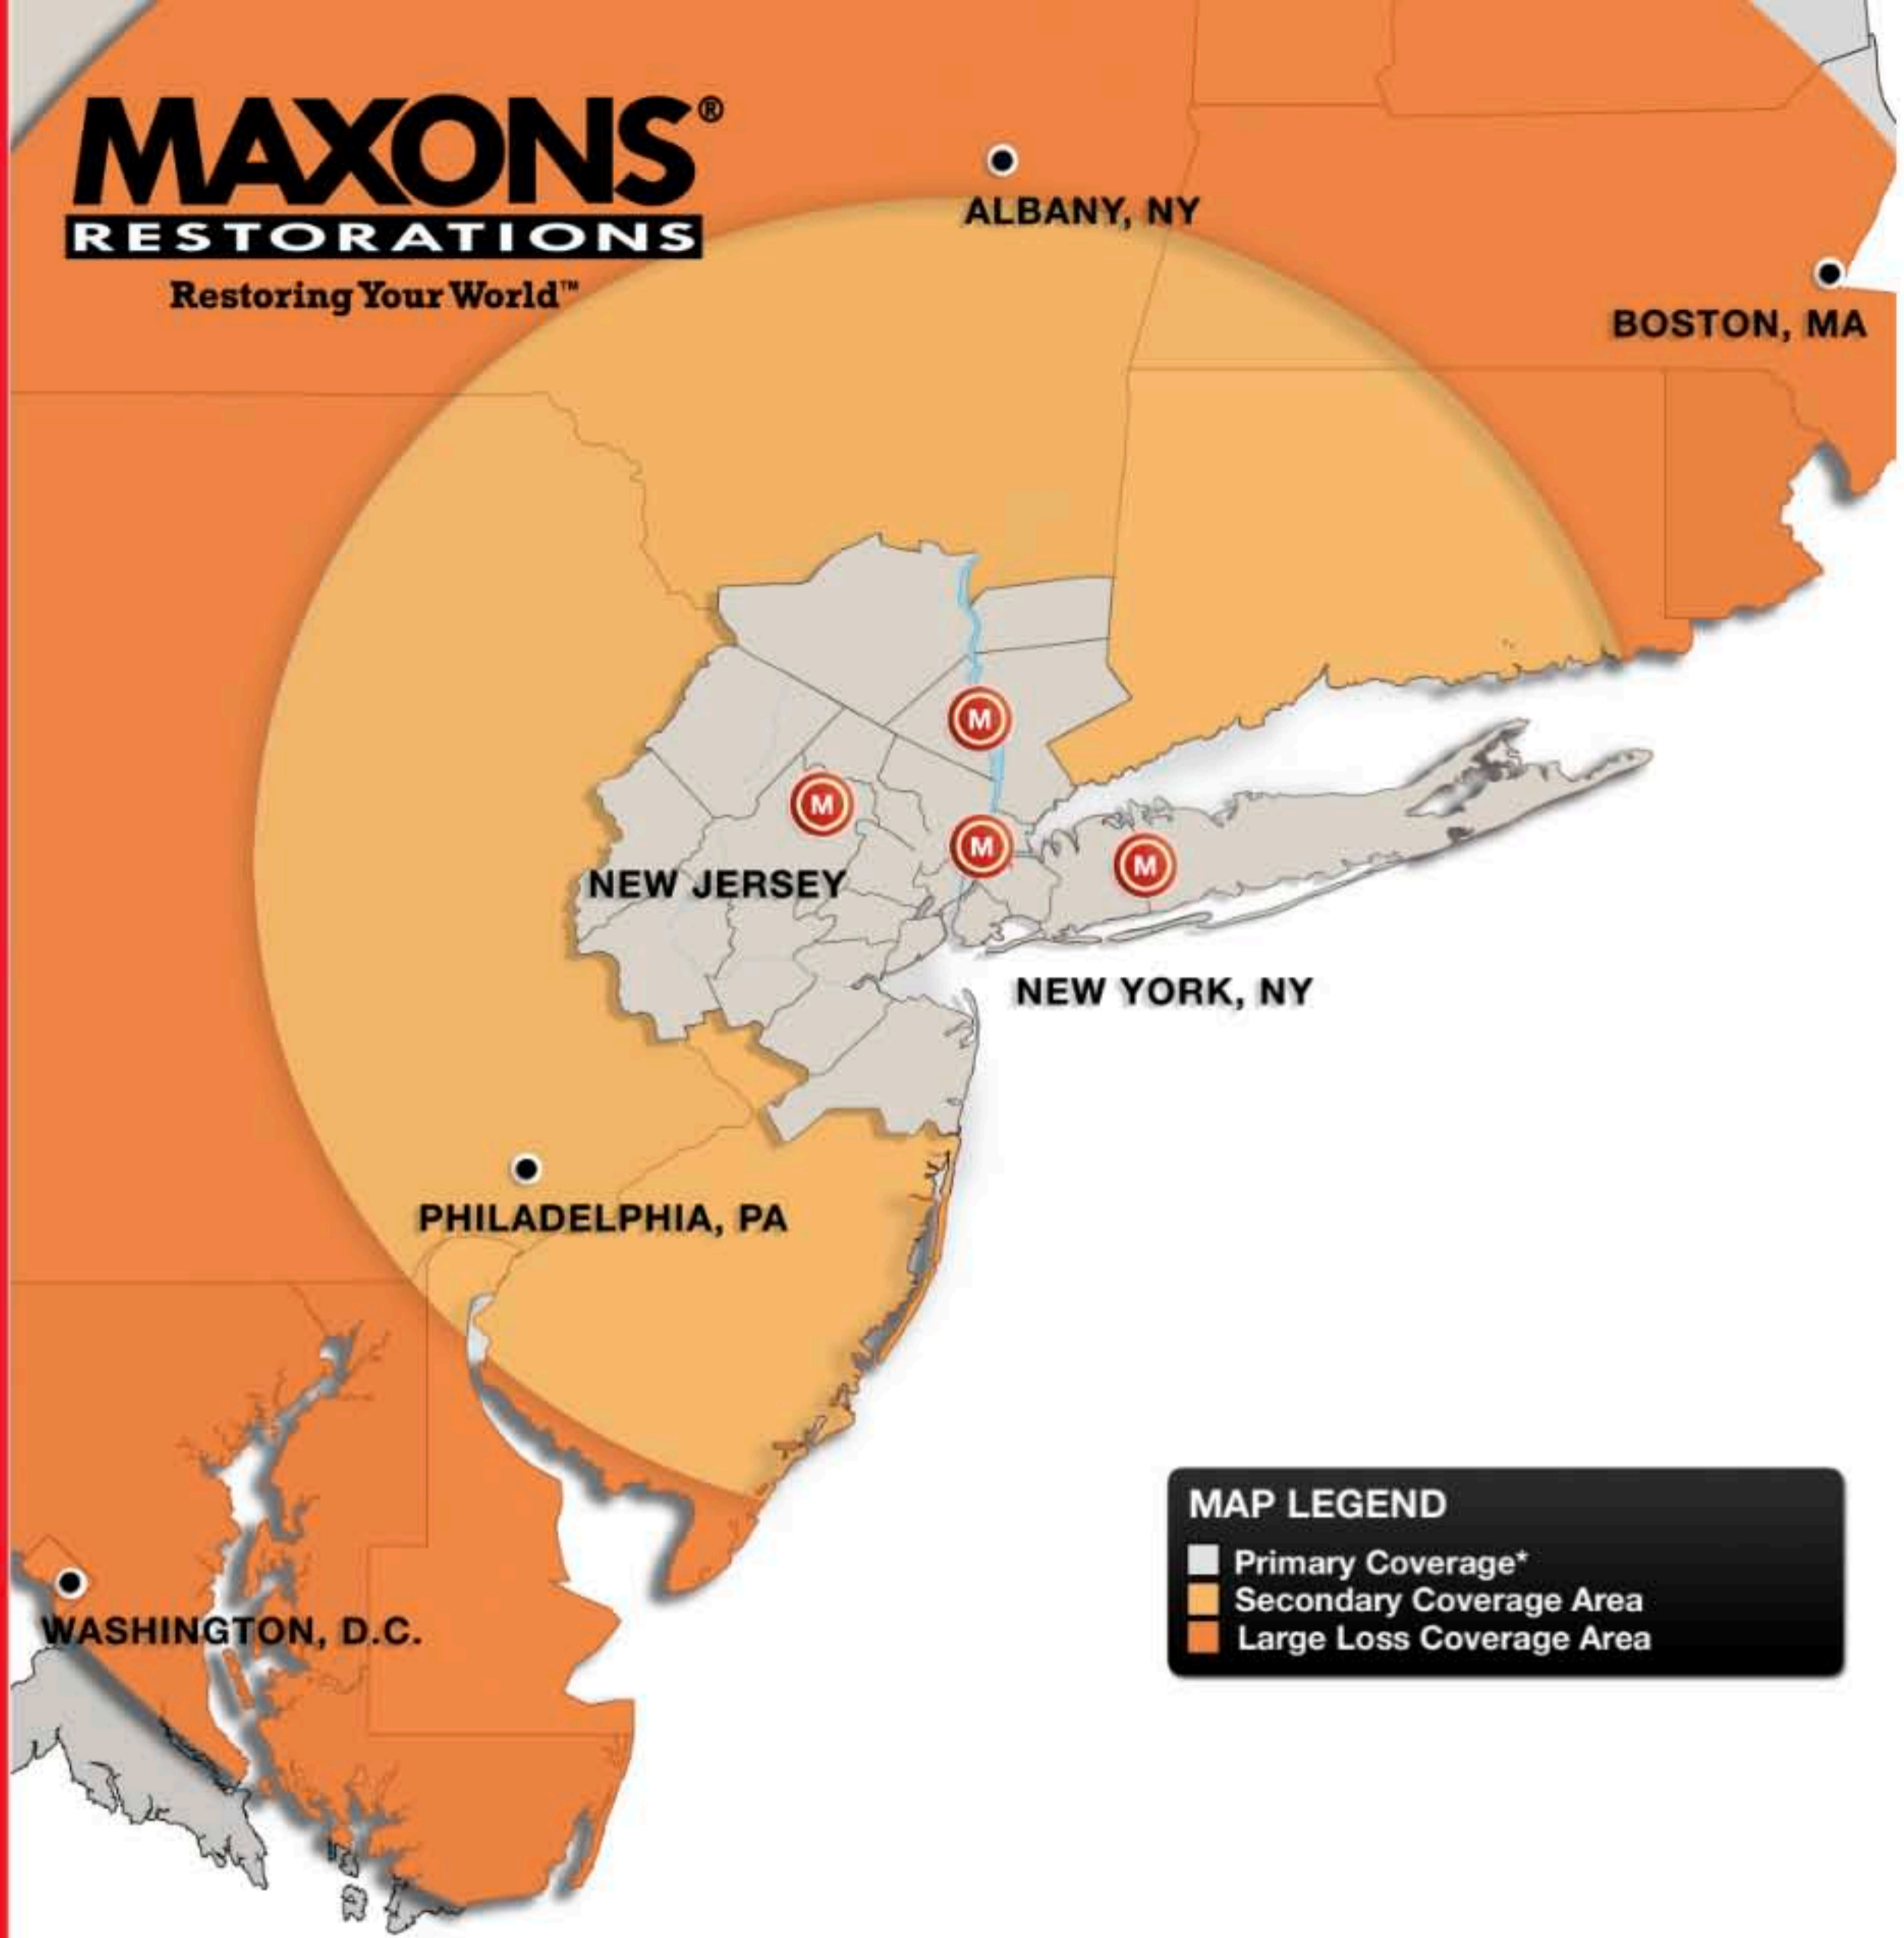 MAXONS®
RESTORATIONS
Restoring Your World™
ALBANY, NY
BOSTON, MA
M
M
M
M
NEW JERSEY
NEW YORK, NY
PHILADELPHIA, PA
WASHINGTON, D.C.
MAP LEGEND
Primary Coverage*
Secondary Coverage Area
Large Loss Coverage Area